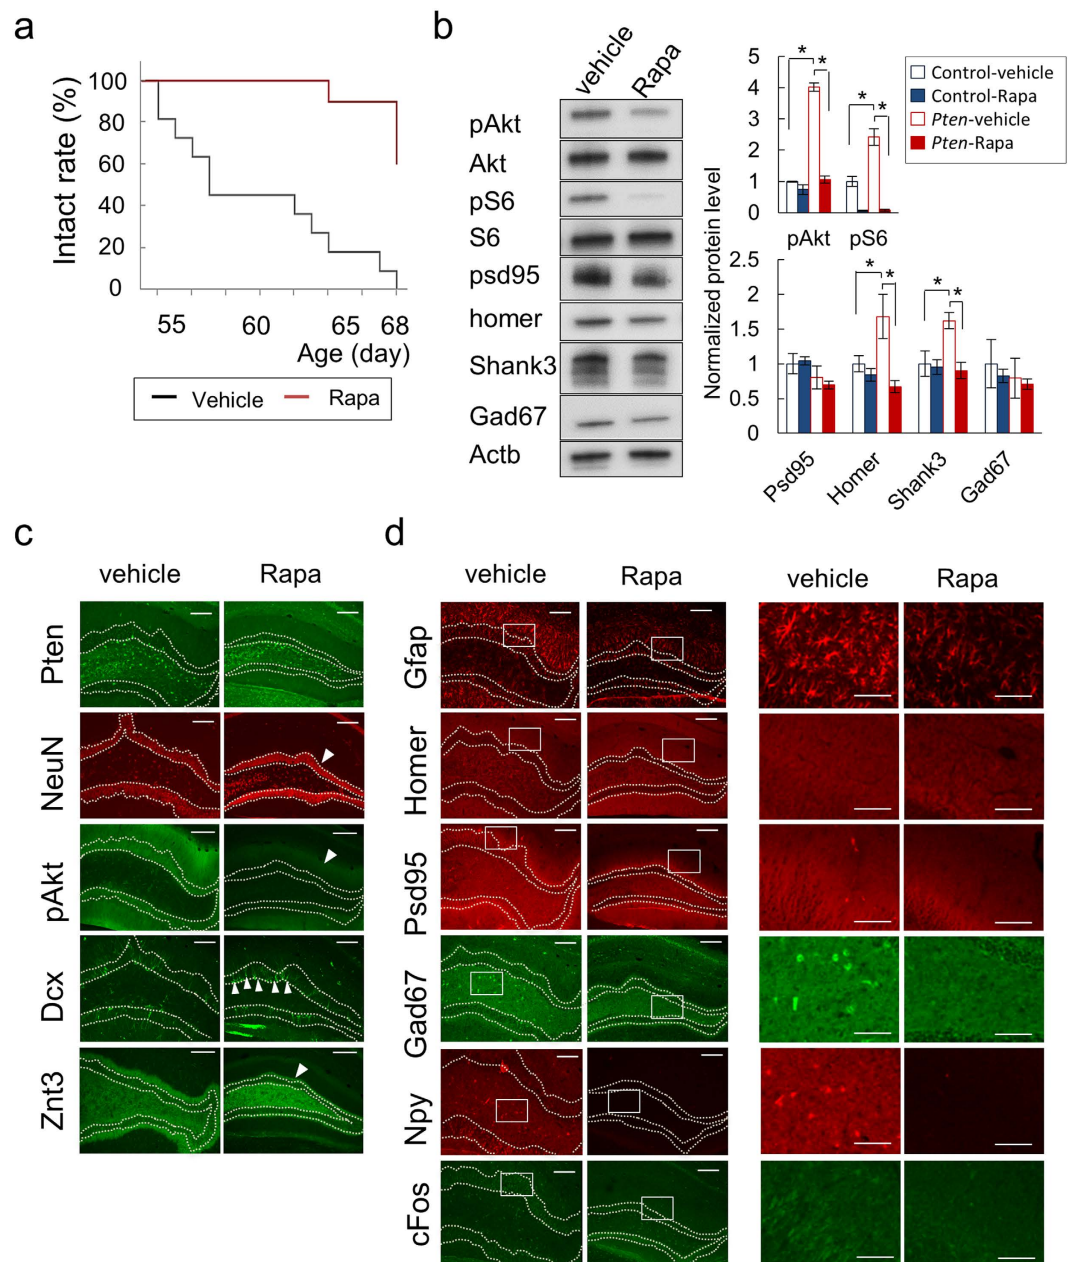 a
Intact rate (%)
100
80
60
40
20
0
55
60
65
68
Age (day)
Vehicle
Rapa
b
vehicle
Rapa
pAkt
Akt
pS6
S6
psd95
homer
Shank3
Gad67
Actb
Normalized protein level
5
4
3
2
1
0
* * * *
pAkt pS6
Control-vehicle
Control-Rapa
Pten-vehicle
Pten-Rapa
2.5
2
1.5
1
0.5
0
* * * *
Psd95
Homer
Shank3
Gad67
c
vehicle Rapa
Pten
NeuN
pAkt
Dcx
Znt3
d
vehicle Rapa vehicle Rapa
Gfap
Homer
Psd95
Gad67
Npy
cFos